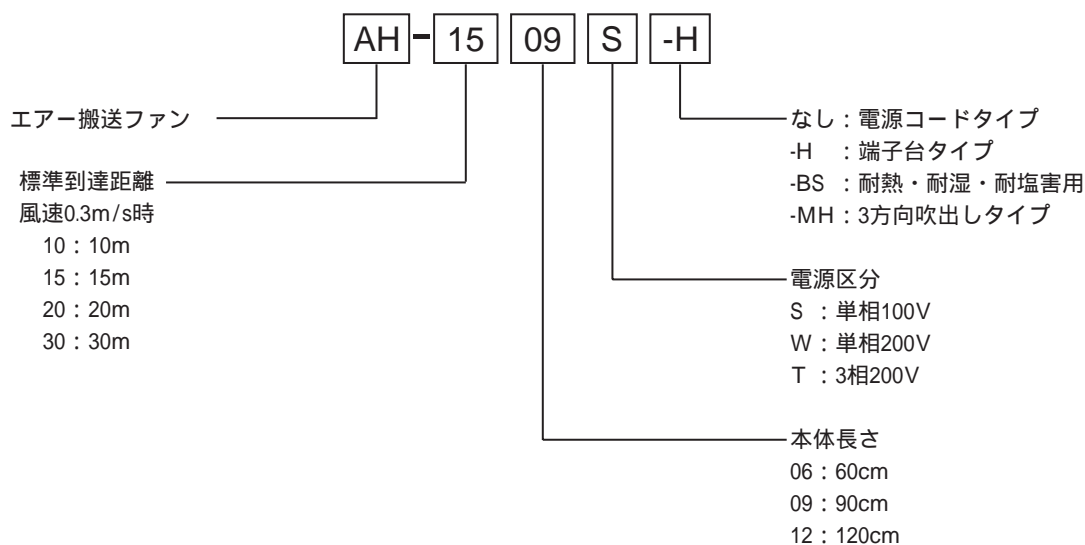 AH-15 09 S -H
エアー搬送ファン
標準到達距離
風速0.3m/s時
10：10m
15：15m
20：20m
30：30m
なし：電源コードタイプ
-H ：端子台タイプ
-BS ：耐熱・耐湿・耐塩害用
-MH：3方向吹出しタイプ
電源区分
S ：単相100V
W：単相200V
T ：3相200V
本体長さ
06：60cm
09：90cm
12：120cm